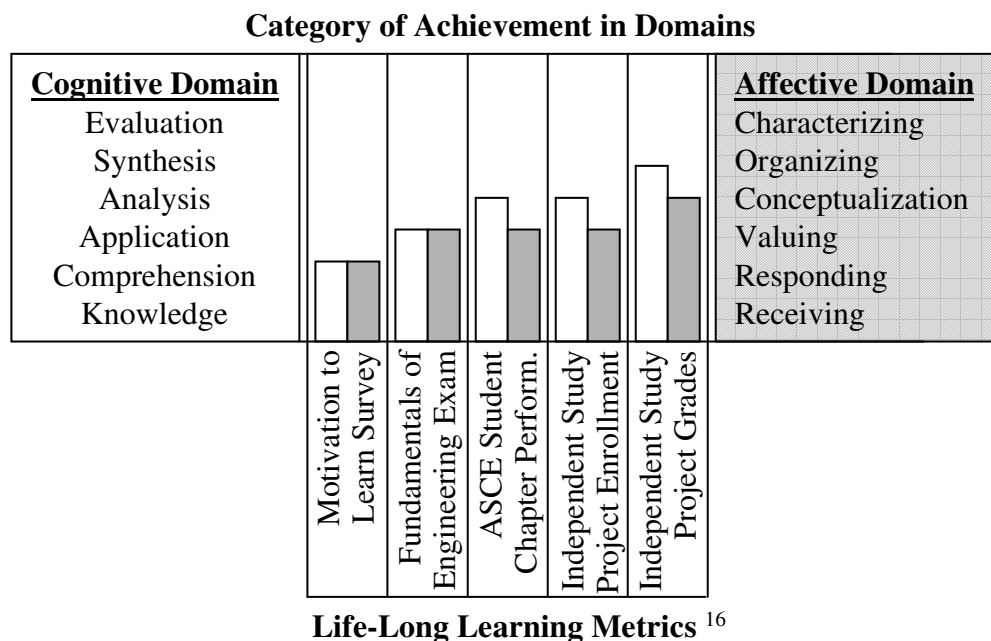 Category of Achievement in Domains
Cognitive Domain
Evaluation
Synthesis
Analysis
Application
Comprehension
Knowledge
Affective Domain
Characterizing
Organizing
Conceptualization
Valuing
Responding
Receiving
Motivation to
Learn Survey
Fundamentals of
Engineering Exam
ASCE Student
Chapter Perform.
Independent Study
Project Enrollment
Independent Study
Project Grades
Life-Long Learning Metrics 16